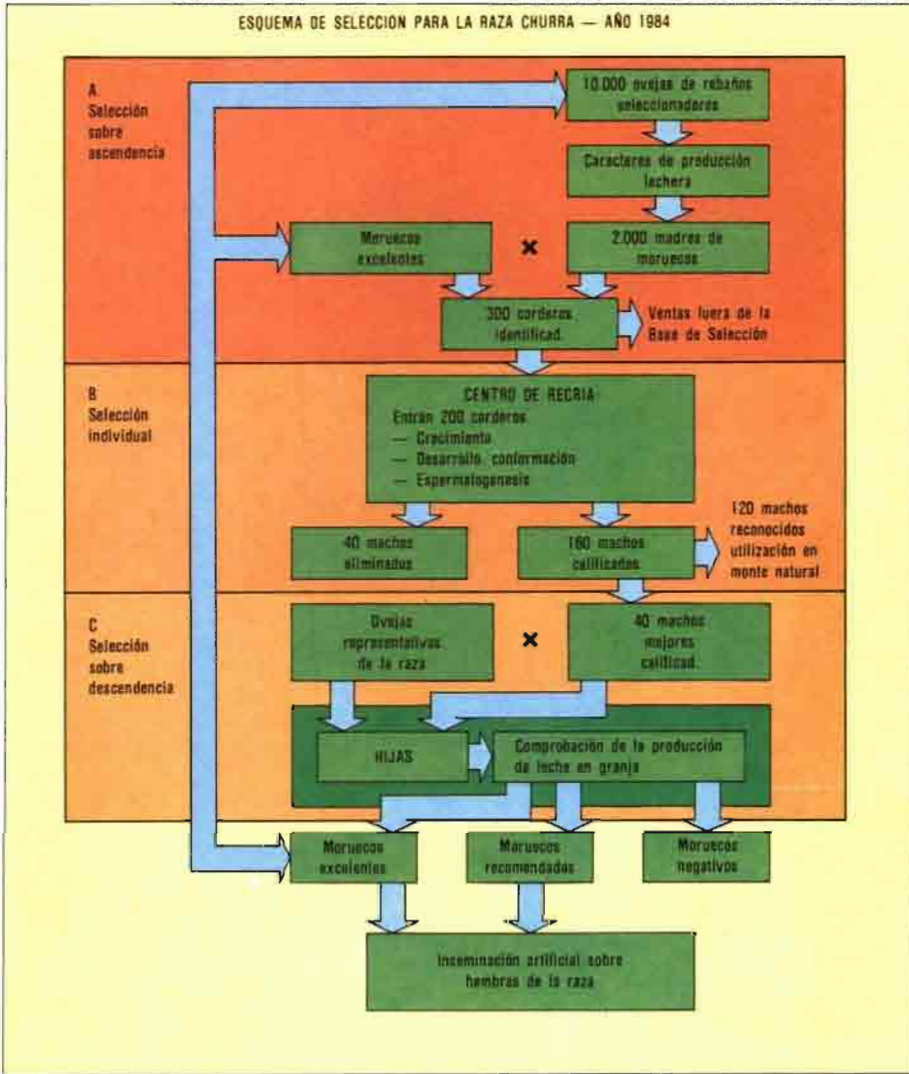 ESQUEMA DE SELECCION PARA LA RAZA CHURRA — AÑO 1984
A
Selección
sobre
ascendencia
10.000 ovejas de rebaños
seleccionadores
Caracteres de producción
lechera
Moruecos
excelentes
×
2.000 madres de
moruecos
300 corderos
identificad.
Ventas fuera de la
Base de Selección
B
Selección
individual
CENTRO DE RECRIA
Entran 200 corderos
— Crecimiento
— Desarrollo, conformación
— Espermatogenesis
40 machos
eliminados
160 machos
calificados
120 machos
reconocidos
utilización en
monte natural
C
Selección
sobre
descendencia
Ovejas
representativas
de la raza
×
40 machos
mejores
calificad.
HIJAS
Comprobación de la producción
de leche en granja
Moruecos
excelentes
Moruecos
recomendados
Moruecos
negativos
Inseminación artificial sobre
hembras de la raza